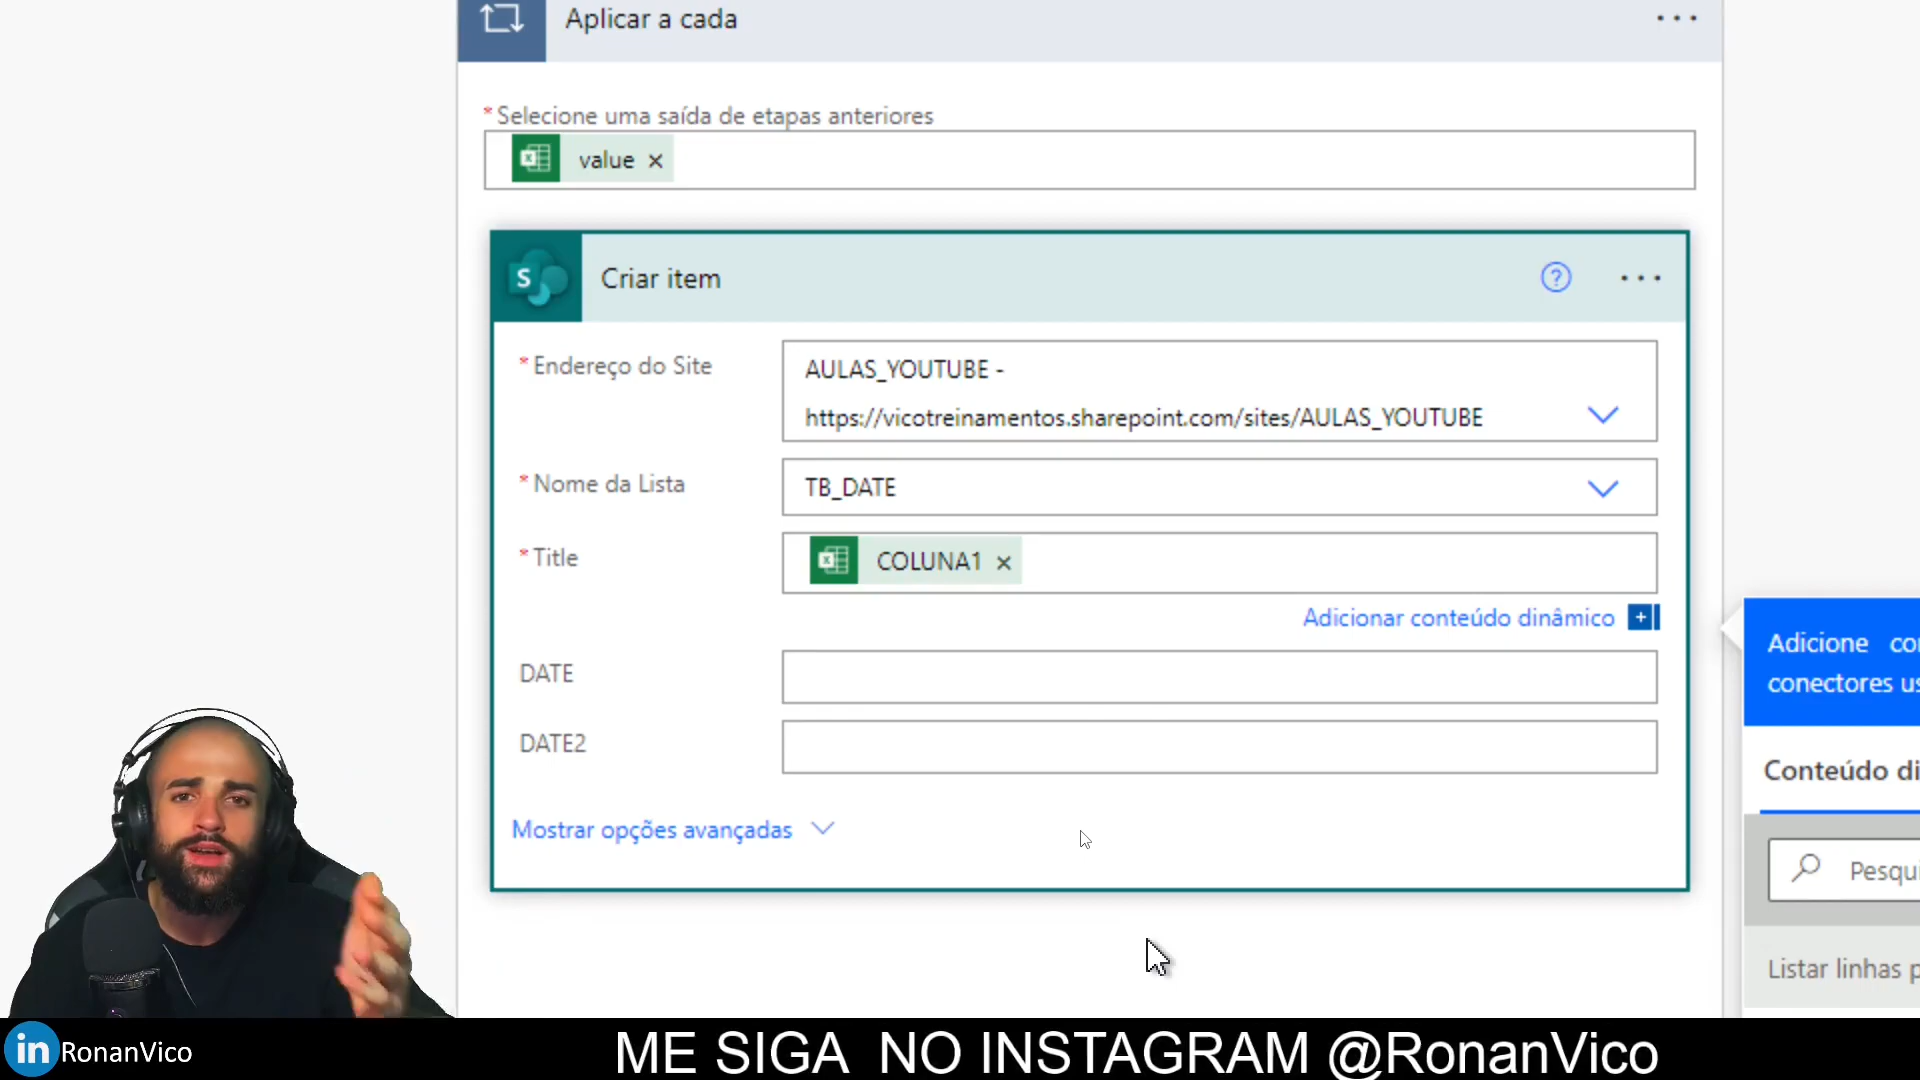 Aplicar a cada
* Selecione uma saída de etapas anteriores
value
Criar item
* Endereço do Site
AULAS_YOUTUBE -
https://vicotreinamentos.sharepoint.com/sites/AULAS_YOUTUBE
* Nome da Lista
TB_DATE
* Title
COLUNA1
Adicionar conteúdo dinâmico
DATE
DATE2
Mostrar opções avançadas
Adicione
conectores
Conteúdo
Listar linhas
in RonanVico
ME SIGA NO INSTAGRAM @RonanVico